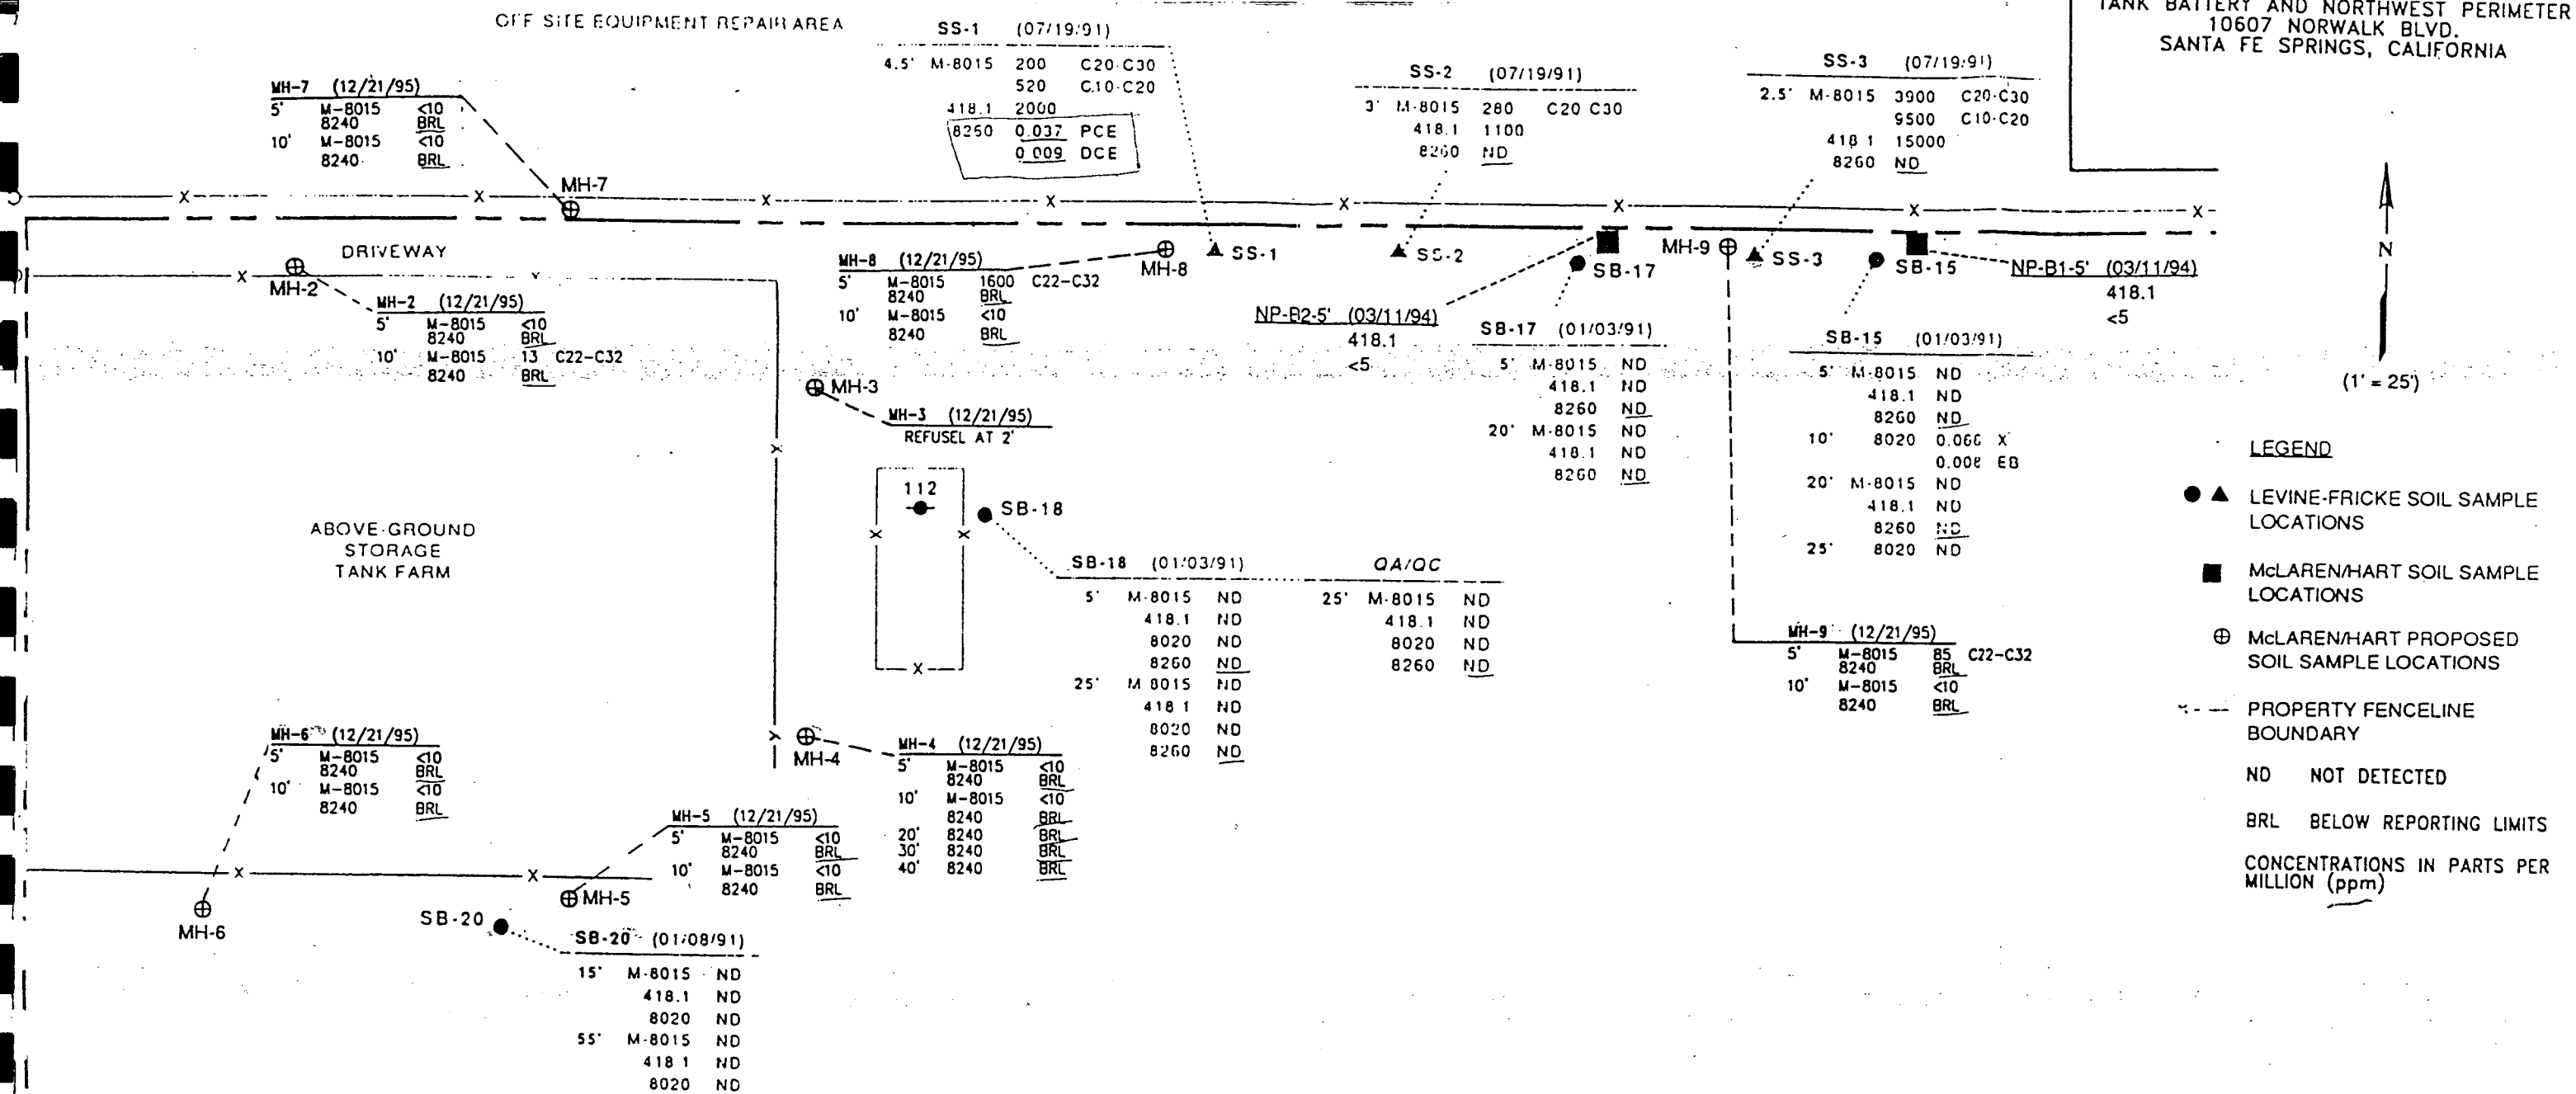 TANK BATTERY AND NORTHWEST PERIMETER
10607 NORWALK BLVD.
SANTA FE SPRINGS, CALIFORNIA
OFF SITE EQUIPMENT REPAIR AREA
SS-1 (07/19/91)
4.5' M-8015 200 C20-C30
520 C10-C20
418.1 2000
8260 0.037 PCE
0.009 DCE
SS-2 (07/19/91)
3' M-8015 280 C20 C30
418.1 1100
8260 ND
SS-3 (07/19/91)
2.5' M-8015 3900 C20-C30
9500 C10-C20
418 1 15000
8260 ND
MH-7 (12/21/95)
5' M-8015 <10
8240 BRL
10' M-8015 <10
8240 BRL
MH-7
DRIVEWAY
MH-2
MH-2 (12/21/95)
5' M-8015 <10
8240 BRL
10' M-8015 13 C22-C32
8240 BRL
MH-8 (12/21/95)
5' M-8015 1600 C22-C32
8240 BRL
10' M-8015 <10
8240 BRL
MH-8
SS-1
SS-2
SB-17
MH-9
SS-3
SB-15
NP-B1-5' (03/11/94)
418.1
<5
NP-B2-5' (03/11/94)
418.1
<5
SB-17 (01/03/91)
5' M-8015 ND
418.1 ND
8260 ND
20' M-8015 ND
418.1 ND
8260 ND
SB-15 (01/03/91)
5' M-8015 ND
418.1 ND
8260 ND
10' 8020 X
EB
20' M-8015 ND
418.1 ND
8260 ND
25' 8020 ND
N
(1' = 25')
MH-3
MH-3 (12/21/95)
REFUSEL AT 2'
112
SB-18
ABOVE-GROUND
STORAGE
TANK FARM
SB-18 (01/03/91) QA/QC
5' M-8015 ND 25' M-8015 ND
418.1 ND 418.1 ND
8020 ND 8020 ND
8260 ND 8260 ND
25' M 8015 ND
418 1 ND
8020 ND
8260 ND
MH-9 (12/21/95)
5' M-8015 85 C22-C32
8240 BRL
10' M-8015 <10
8240 BRL
MH-6 (12/21/95)
5' M-8015 <10
8240 BRL
10' M-8015 <10
8240 BRL
MH-6
MH-4
MH-4 (12/21/95)
5' M-8015 <10
8240 BRL
10' M-8015 <10
8240 BRL
20' 8240 BRL
30' 8240 BRL
40' 8240 BRL
MH-5 (12/21/95)
5' M-8015 <10
8240 BRL
10' M-8015 <10
8240 BRL
MH-5
SB-20
SB-20 (01/08/91)
15' M-8015 ND
418.1 ND
8020 ND
55' M-8015 ND
418 1 ND
8020 ND
LEGEND
LEVINE-FRICKE SOIL SAMPLE
LOCATIONS
McLAREN/HART SOIL SAMPLE
LOCATIONS
McLAREN/HART PROPOSED
SOIL SAMPLE LOCATIONS
PROPERTY FENCELINE
BOUNDARY
ND NOT DETECTED
BRL BELOW REPORTING LIMITS
CONCENTRATIONS IN PARTS PER
MILLION (ppm)